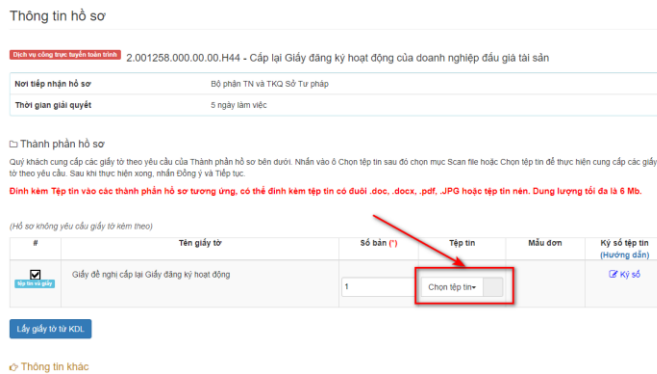 Thông tin hồ sơ
Dịch vụ công trực tuyến toàn trình 2.001258.000.00.00.H44 - Cấp lại Giấy đăng ký hoạt động của doanh nghiệp đấu giá tài sản
Nơi tiếp nhận hồ sơ Bộ phận TN và TKQ Sở Tư pháp
Thời gian giải quyết 5 ngày làm việc
Thành phần hồ sơ
Quý khách cung cấp các giấy tờ theo yêu cầu của Thành phần hồ sơ bên dưới. Nhấn vào ô Chọn tệp tin sau đó chọn mục Scan file hoặc Chọn tệp tin để thực hiện cung cấp các giấy
tờ theo yêu cầu. Sau khi thực hiện xong, nhấn Đồng ý và Tiếp tục.
Đính kèm Tệp tin vào các thành phần hồ sơ tương ứng, có thể đính kèm tệp tin có đuôi .doc, .docx, .pdf, .JPG hoặc tệp tin nén. Dung lượng tối đa là 6 Mb.
(Hồ sơ không yêu cầu giấy tờ kèm theo)
# Tên giấy tờ Số bản (*) Tệp tin Mẫu đơn Ký số tệp tin
(Hướng dẫn)
Giấy đề nghị cấp lại Giấy đăng ký hoạt động 1 Chọn tệp tin Ký số
Tệp tin và giấy
Lấy giấy tờ từ KDL
Thông tin khác